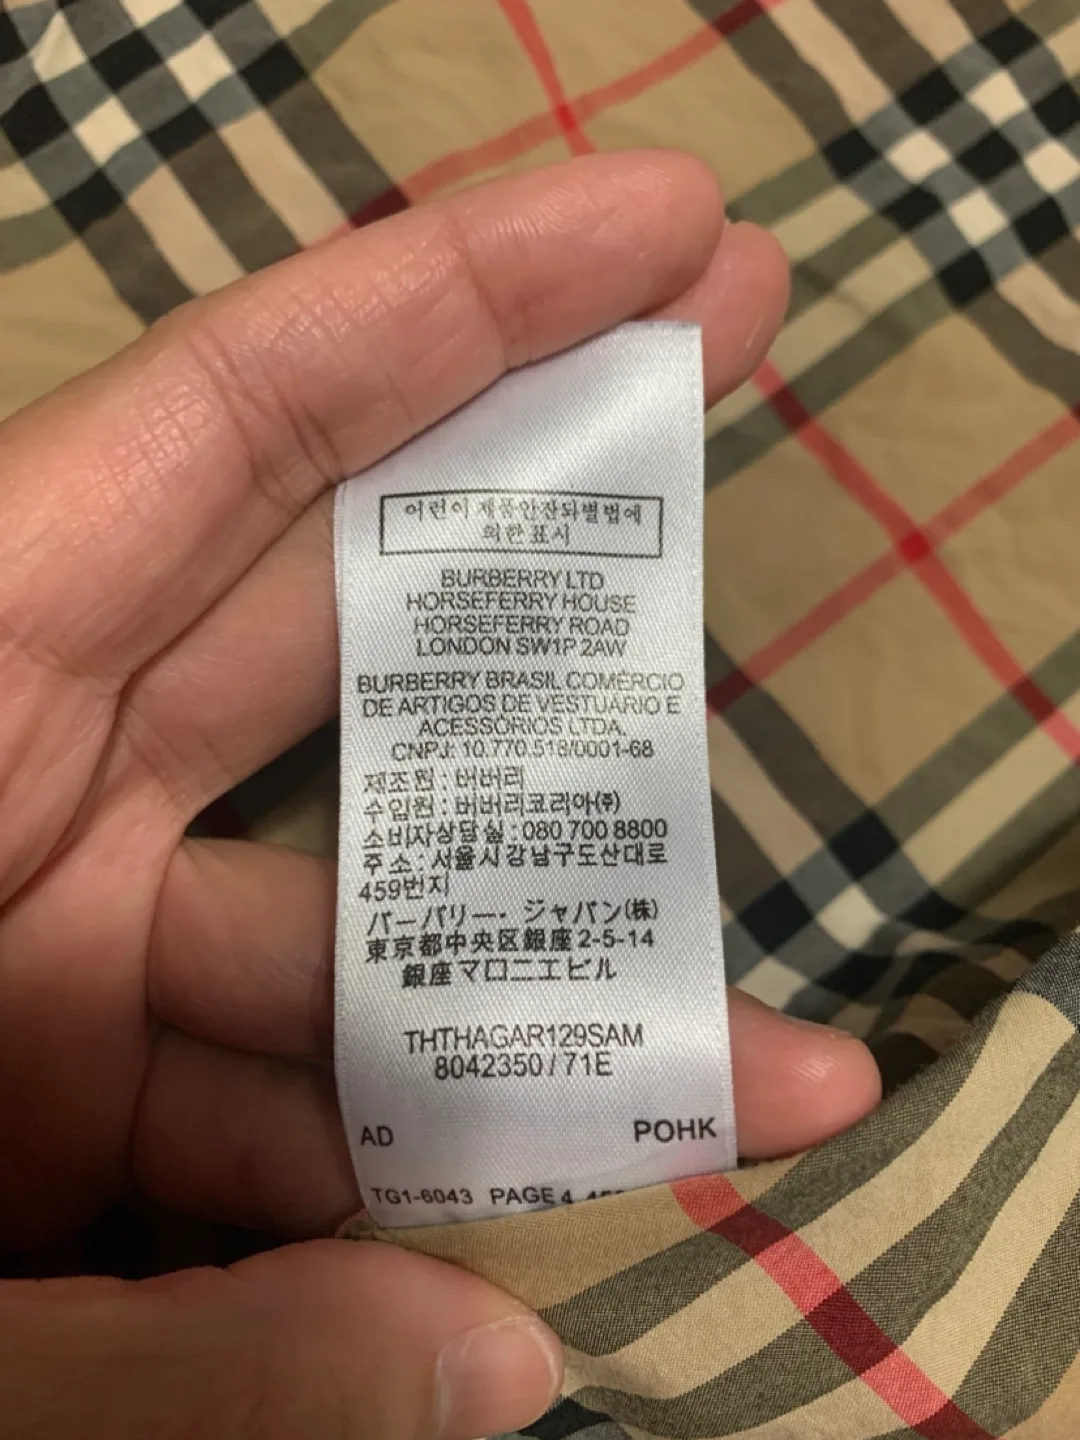 어린이제품안전특별법에
의한표시
BURBERRY LTD
HORSEFERRY HOUSE
HORSEFERRY ROAD
LONDON SW1P 2AW
BURBERRY BRASIL COMÉRCIO
DE ARTIGOS DE VESTUÁRIO E
ACESSÓRIOS LTDA.
CNPJ: 10.770.518/0001-68
제조원 : 버버리
수입원 : 버버리코리아(주)
소비자상담실 : 080 700 8800
주소 : 서울시강남구도산대로
459번지
バーバリー・ジャパン(株)
東京都中央区銀座2-5-14
銀座マロニエビル
THTHAGAR129SAM
8042350 / 71E
AD POHK
TG1-6043 PAGE 4